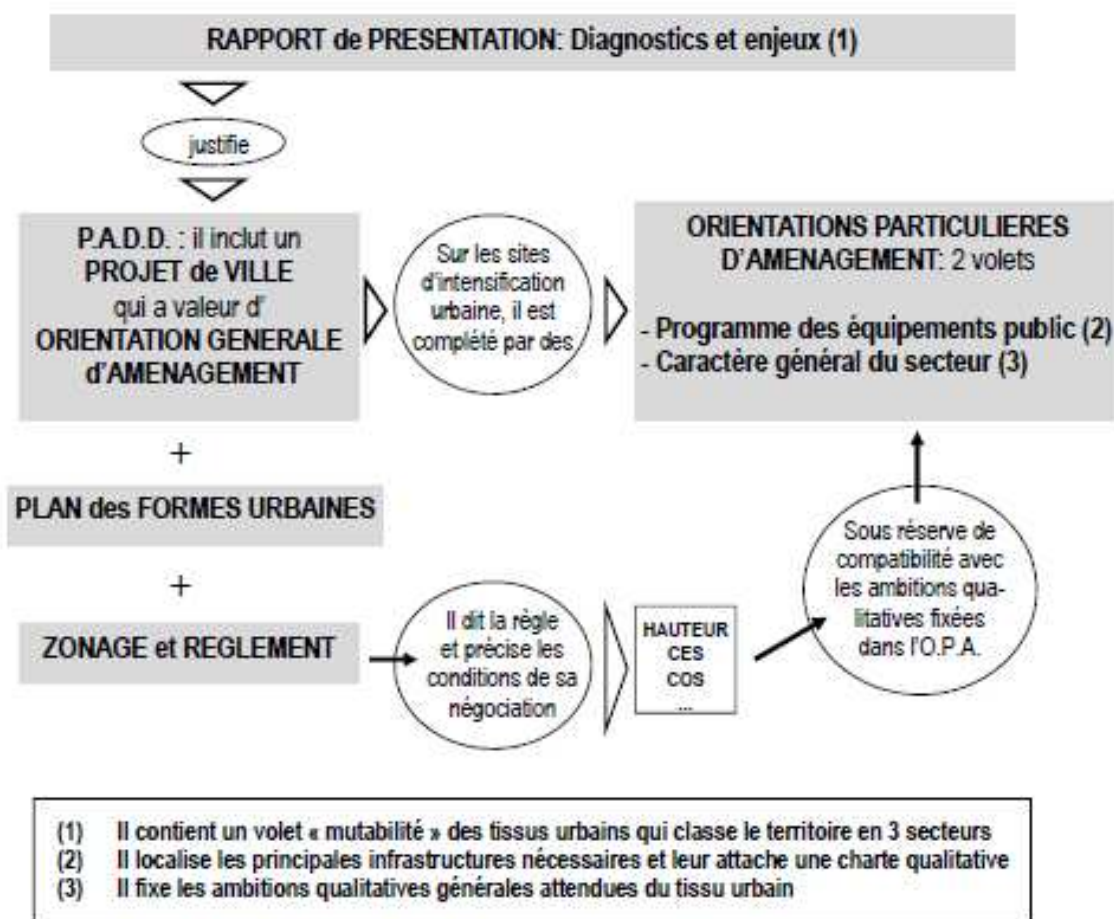 RAPPORT de PRESENTATION: Diagnostics et enjeux (1)
justifie
P.A.D.D. : il inclut un
PROJET de VILLE
qui a valeur d'
ORIENTATION GENERALE
d'AMENAGEMENT
Sur les sites
d'intensification
urbaine, il est
complété par des
ORIENTATIONS PARTICULIERES
D'AMENAGEMENT: 2 volets
- Programme des équipements public (2)
- Caractère général du secteur (3)
+
PLAN des FORMES URBAINES
+
ZONAGE et REGLEMENT
Il dit la règle
et précise les
conditions de sa
négociation
HAUTEUR
CES
COS
...
Sous réserve de
compatibilité avec
les ambitions qua-
litatives fixées
dans l'O.P.A.
(1) Il contient un volet « mutabilité » des tissus urbains qui classe le territoire en 3 secteurs
(2) Il localise les principales infrastructures nécessaires et leur attache une charte qualitative
(3) Il fixe les ambitions qualitatives générales attendues du tissu urbain